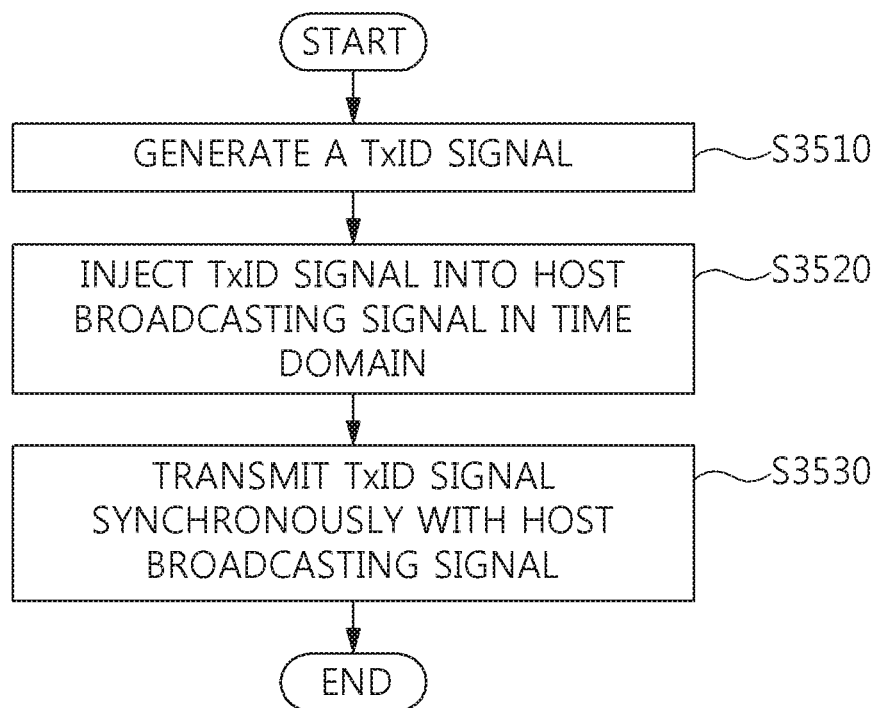 START
GENERATE A TxID SIGNAL
S3510
INJECT TxID SIGNAL INTO HOST
BROADCASTING SIGNAL IN TIME
DOMAIN
S3520
TRANSMIT TxID SIGNAL
SYNCHRONOUSLY WITH HOST
BROADCASTING SIGNAL
S3530
END